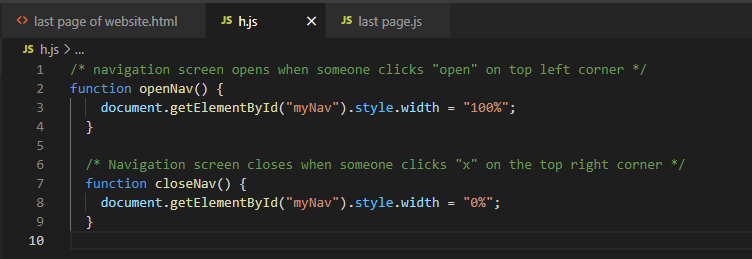 <> last page of website.html JS h.js × JS last page.js
JS h.js > ...
1 /* navigation screen opens when someone clicks "open" on top left corner */
2 function openNav() {
3 document.getElementById("myNav").style.width = "100%";
4 }
5
6 /* Navigation screen closes when someone clicks "x" on the top right corner */
7 function closeNav() {
8 document.getElementById("myNav").style.width = "0%";
9 }
10